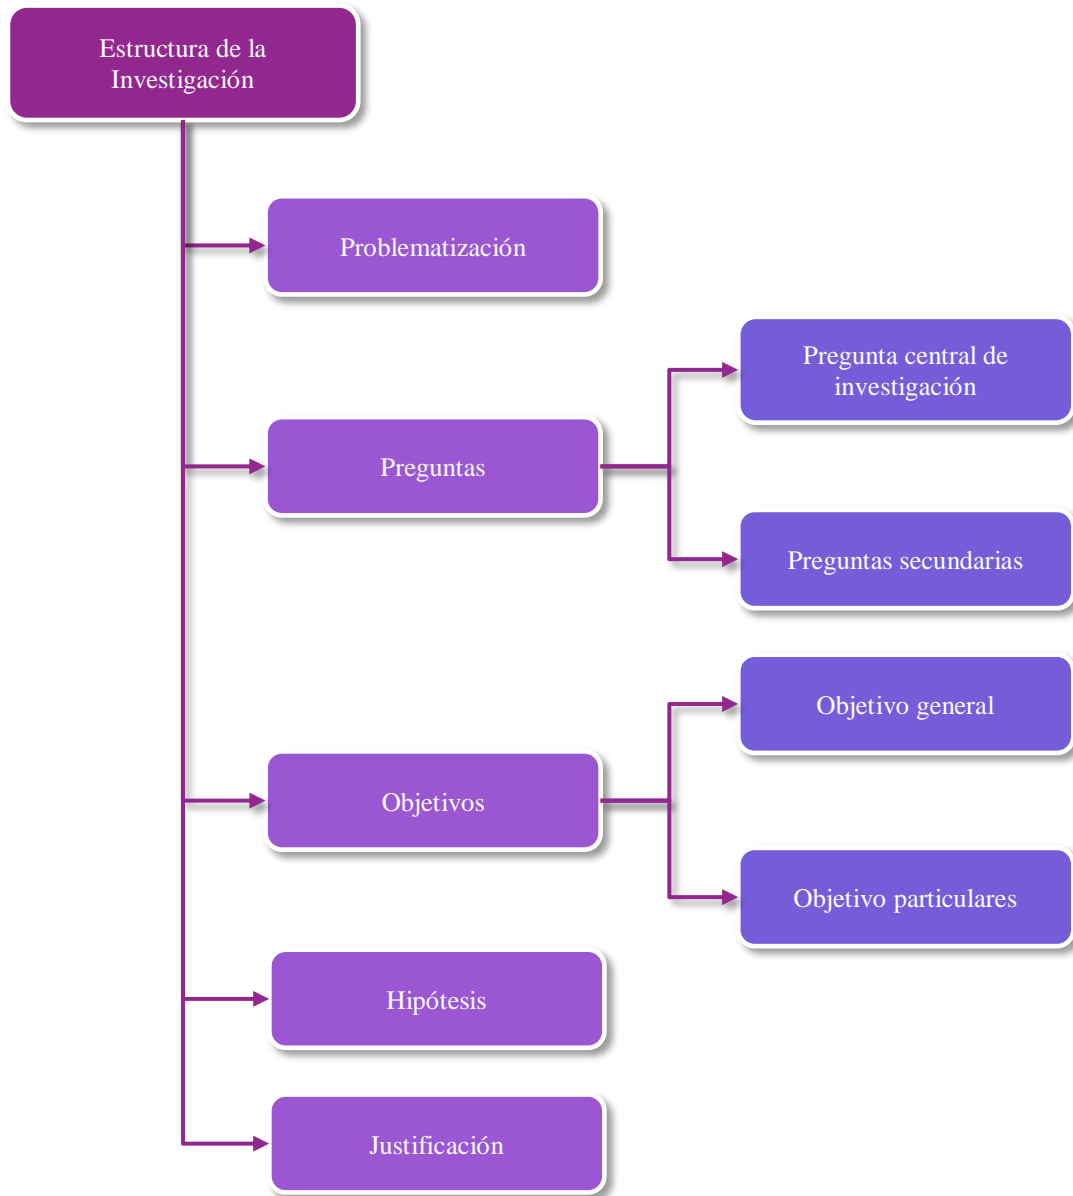 Estructura de la
Investigación
Problematización
Pregunta central de
investigación
Preguntas
Preguntas secundarias
Objetivo general
Objetivos
Objetivo particulares
Hipótesis
Justificación